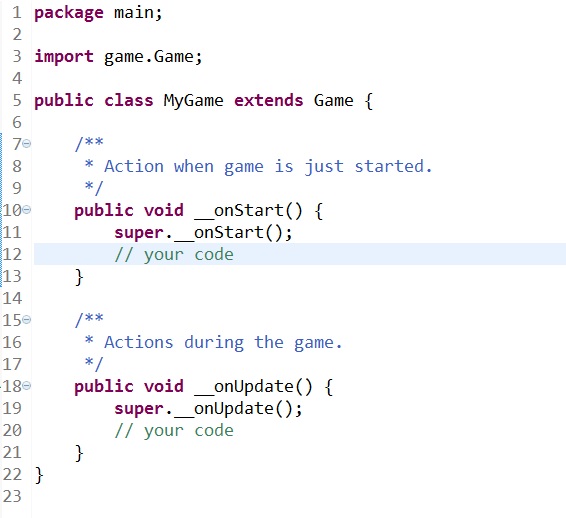 1 package main;
2
3 import game.Game;
4
5 public class MyGame extends Game {
6
7     /**
8      * Action when game is just started.
9      */
10     public void __onStart() {
11         super.__onStart();
12         // your code
13     }
14
15     /**
16      * Actions during the game.
17      */
18     public void __onUpdate() {
19         super.__onUpdate();
20         // your code
21     }
22 }
23